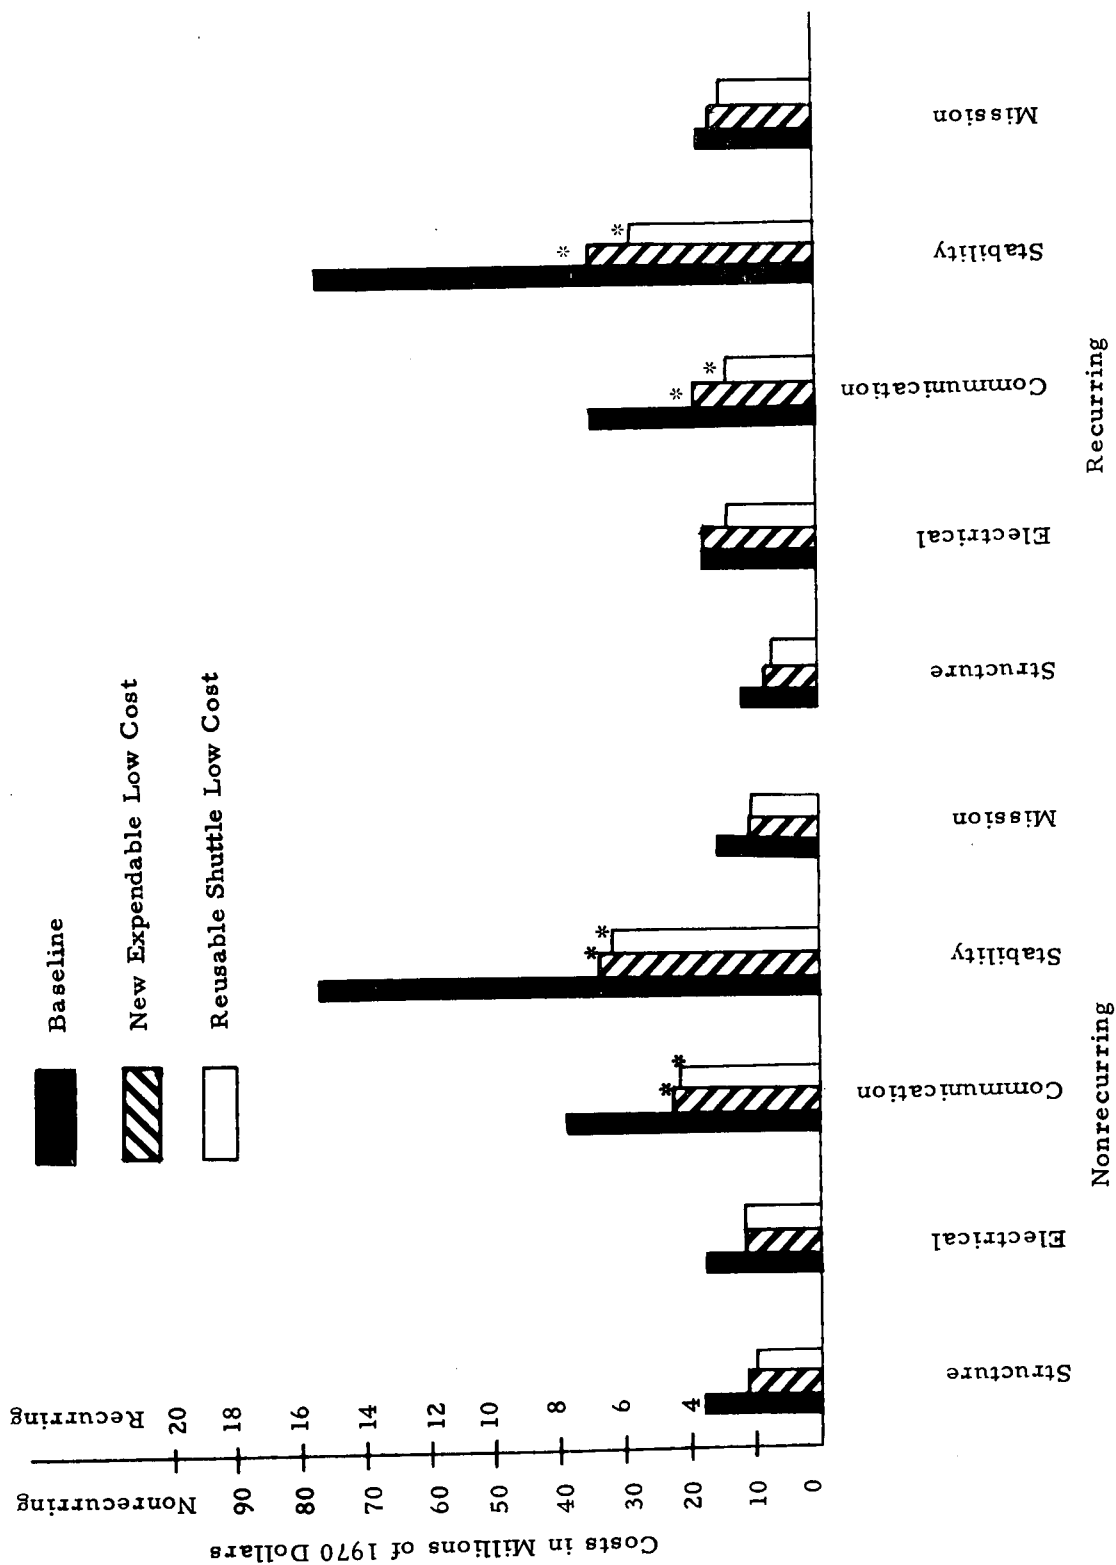 Baseline
New Expendable Low Cost
Reusable Shuttle Low Cost
Costs in Millions of 1970 Dollars
Nonrecurring
Recurring
90
80
70
60
50
40
30
20
10
0
20
18
16
14
12
10
8
6
4
*
*
*
*
*
*
*
*
Structure
Electrical
Communication
Stability
Mission
Structure
Electrical
Communication
Stability
Mission
Nonrecurring
Recurring